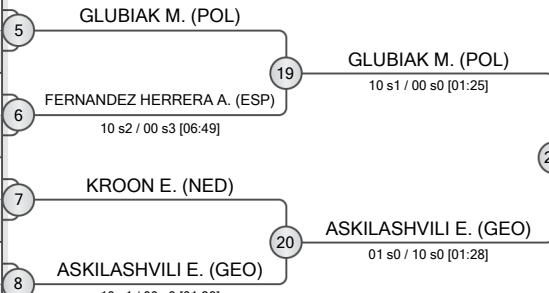 GLUBIAK M. (POL)
5
19
GLUBIAK M. (POL)
10 s1 / 00 s0 [01:25]
FERNANDEZ HERRERA A. (ESP)
6
10 s2 / 00 s3 [06:49]
KROON E. (NED)
7
20
ASKILASHVILI E. (GEO)
01 s0 / 10 s0 [01:28]
ASKILASHVILI E. (GEO)
8